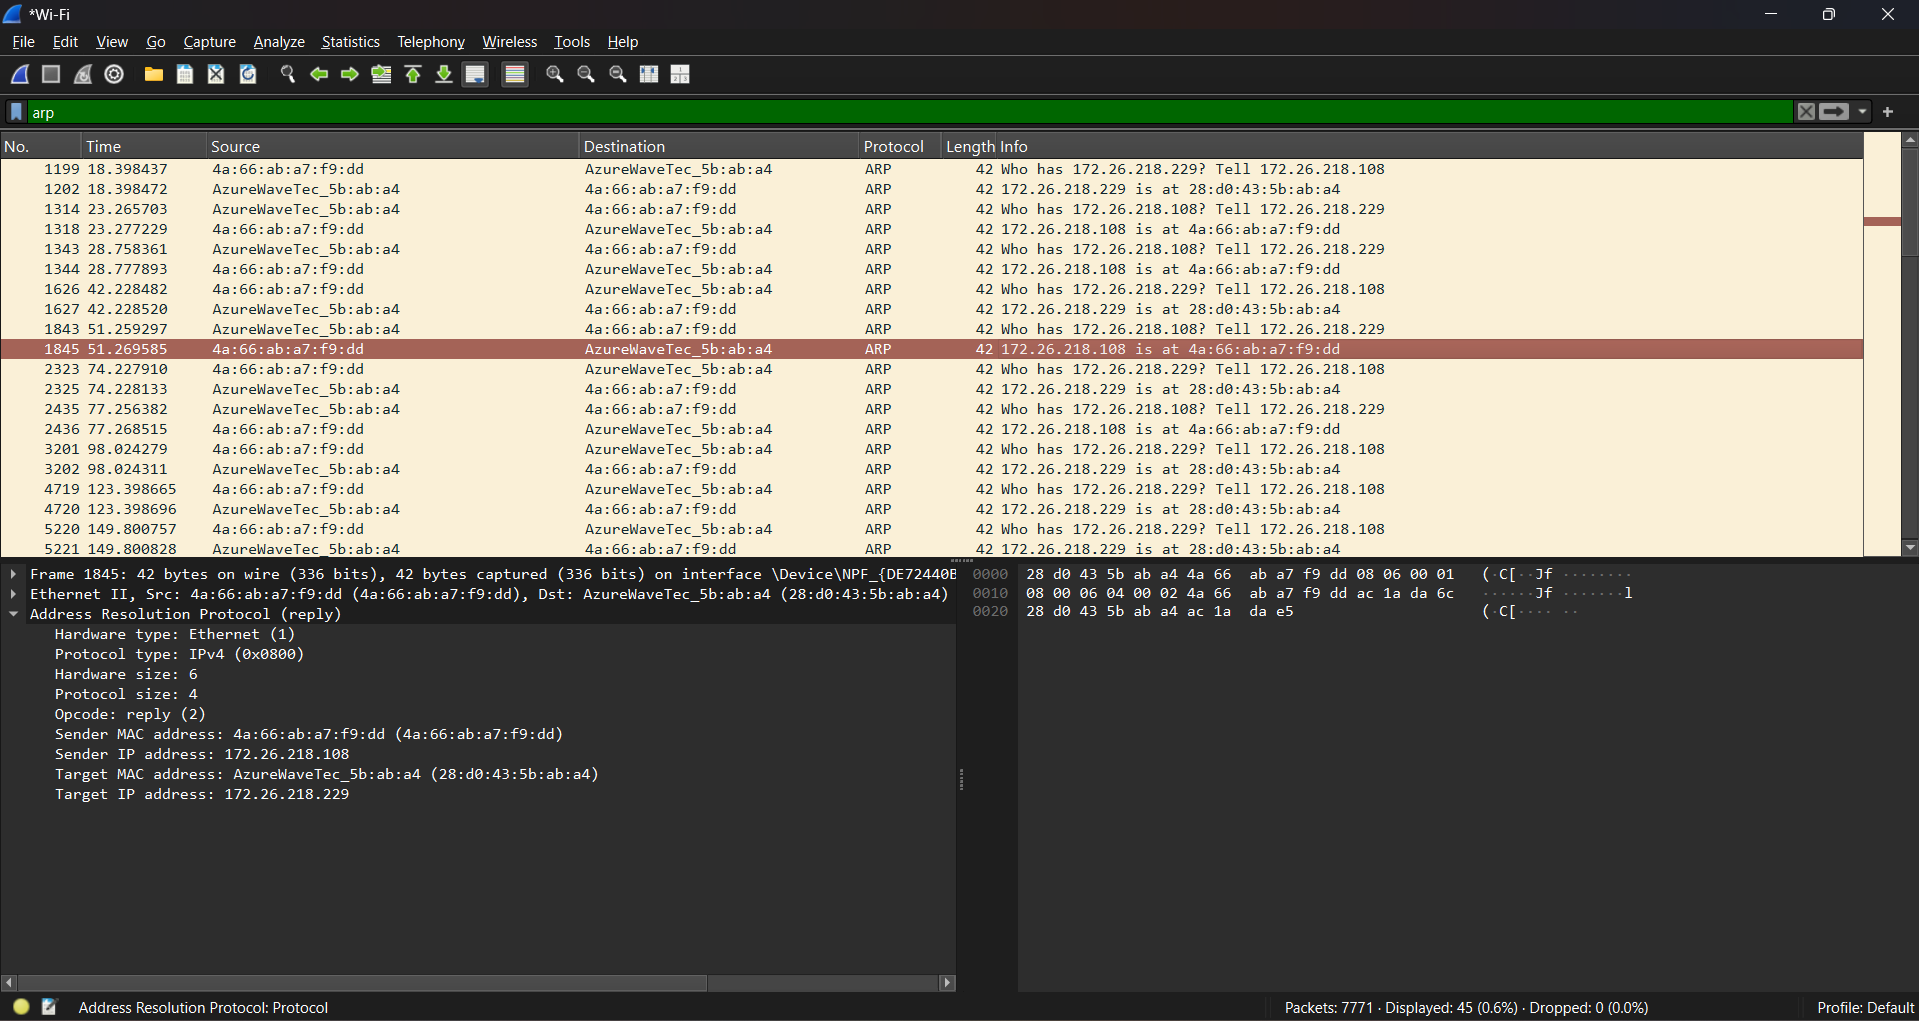 *Wi-Fi
File Edit View Go Capture Analyze Statistics Telephony Wireless Tools Help
arp
No. Time Source Destination Protocol Length Info
1199 18.398437 4a:66:ab:a7:f9:dd AzureWaveTec_5b:ab:a4 ARP 42 Who has 172.26.218.229? Tell 172.26.218.108
1202 18.398472 AzureWaveTec_5b:ab:a4 4a:66:ab:a7:f9:dd ARP 42 172.26.218.229 is at 28:d0:43:5b:ab:a4
1314 23.265703 AzureWaveTec_5b:ab:a4 4a:66:ab:a7:f9:dd ARP 42 Who has 172.26.218.108? Tell 172.26.218.229
1318 23.277229 4a:66:ab:a7:f9:dd AzureWaveTec_5b:ab:a4 ARP 42 172.26.218.108 is at 4a:66:ab:a7:f9:dd
1343 28.758361 AzureWaveTec_5b:ab:a4 4a:66:ab:a7:f9:dd ARP 42 Who has 172.26.218.108? Tell 172.26.218.229
1344 28.777893 4a:66:ab:a7:f9:dd AzureWaveTec_5b:ab:a4 ARP 42 172.26.218.108 is at 4a:66:ab:a7:f9:dd
1626 42.228482 4a:66:ab:a7:f9:dd AzureWaveTec_5b:ab:a4 ARP 42 Who has 172.26.218.229? Tell 172.26.218.108
1627 42.228520 AzureWaveTec_5b:ab:a4 4a:66:ab:a7:f9:dd ARP 42 172.26.218.229 is at 28:d0:43:5b:ab:a4
1843 51.259297 AzureWaveTec_5b:ab:a4 4a:66:ab:a7:f9:dd ARP 42 Who has 172.26.218.108? Tell 172.26.218.229
1845 51.269585 4a:66:ab:a7:f9:dd AzureWaveTec_5b:ab:a4 ARP 42 172.26.218.108 is at 4a:66:ab:a7:f9:dd
2323 74.227910 4a:66:ab:a7:f9:dd AzureWaveTec_5b:ab:a4 ARP 42 Who has 172.26.218.229? Tell 172.26.218.108
2325 74.228133 AzureWaveTec_5b:ab:a4 4a:66:ab:a7:f9:dd ARP 42 172.26.218.229 is at 28:d0:43:5b:ab:a4
2435 77.256382 AzureWaveTec_5b:ab:a4 4a:66:ab:a7:f9:dd ARP 42 Who has 172.26.218.108? Tell 172.26.218.229
2436 77.268515 4a:66:ab:a7:f9:dd AzureWaveTec_5b:ab:a4 ARP 42 172.26.218.108 is at 4a:66:ab:a7:f9:dd
3201 98.024279 4a:66:ab:a7:f9:dd AzureWaveTec_5b:ab:a4 ARP 42 Who has 172.26.218.229? Tell 172.26.218.108
3202 98.024311 AzureWaveTec_5b:ab:a4 4a:66:ab:a7:f9:dd ARP 42 172.26.218.229 is at 28:d0:43:5b:ab:a4
4719 123.398665 4a:66:ab:a7:f9:dd AzureWaveTec_5b:ab:a4 ARP 42 Who has 172.26.218.229? Tell 172.26.218.108
4720 123.398696 AzureWaveTec_5b:ab:a4 4a:66:ab:a7:f9:dd ARP 42 172.26.218.229 is at 28:d0:43:5b:ab:a4
5220 149.800757 4a:66:ab:a7:f9:dd AzureWaveTec_5b:ab:a4 ARP 42 Who has 172.26.218.229? Tell 172.26.218.108
5221 149.800828 AzureWaveTec_5b:ab:a4 4a:66:ab:a7:f9:dd ARP 42 172.26.218.229 is at 28:d0:43:5b:ab:a4
Frame 1845: 42 bytes on wire (336 bits), 42 bytes captured (336 bits) on interface \Device\NPF_{DE72440B
Ethernet II, Src: 4a:66:ab:a7:f9:dd (4a:66:ab:a7:f9:dd), Dst: AzureWaveTec_5b:ab:a4 (28:d0:43:5b:ab:a4)
Address Resolution Protocol (reply)
Hardware type: Ethernet (1)
Protocol type: IPv4 (0x0800)
Hardware size: 6
Protocol size: 4
Opcode: reply (2)
Sender MAC address: 4a:66:ab:a7:f9:dd (4a:66:ab:a7:f9:dd)
Sender IP address: 172.26.218.108
Target MAC address: AzureWaveTec_5b:ab:a4 (28:d0:43:5b:ab:a4)
Target IP address: 172.26.218.229
0000 28 d0 43 5b ab a4 4a 66 ab a7 f9 dd 08 06 00 01 (·C[··Jf ········
0010 08 00 06 04 00 02 4a 66 ab a7 f9 dd ac 1a da 6c ······Jf ·······l
0020 28 d0 43 5b ab a4 ac 1a da e5 (·C[···· ··
Address Resolution Protocol: Protocol
Packets: 7771 · Displayed: 45 (0.6%) · Dropped: 0 (0.0%)
Profile: Default